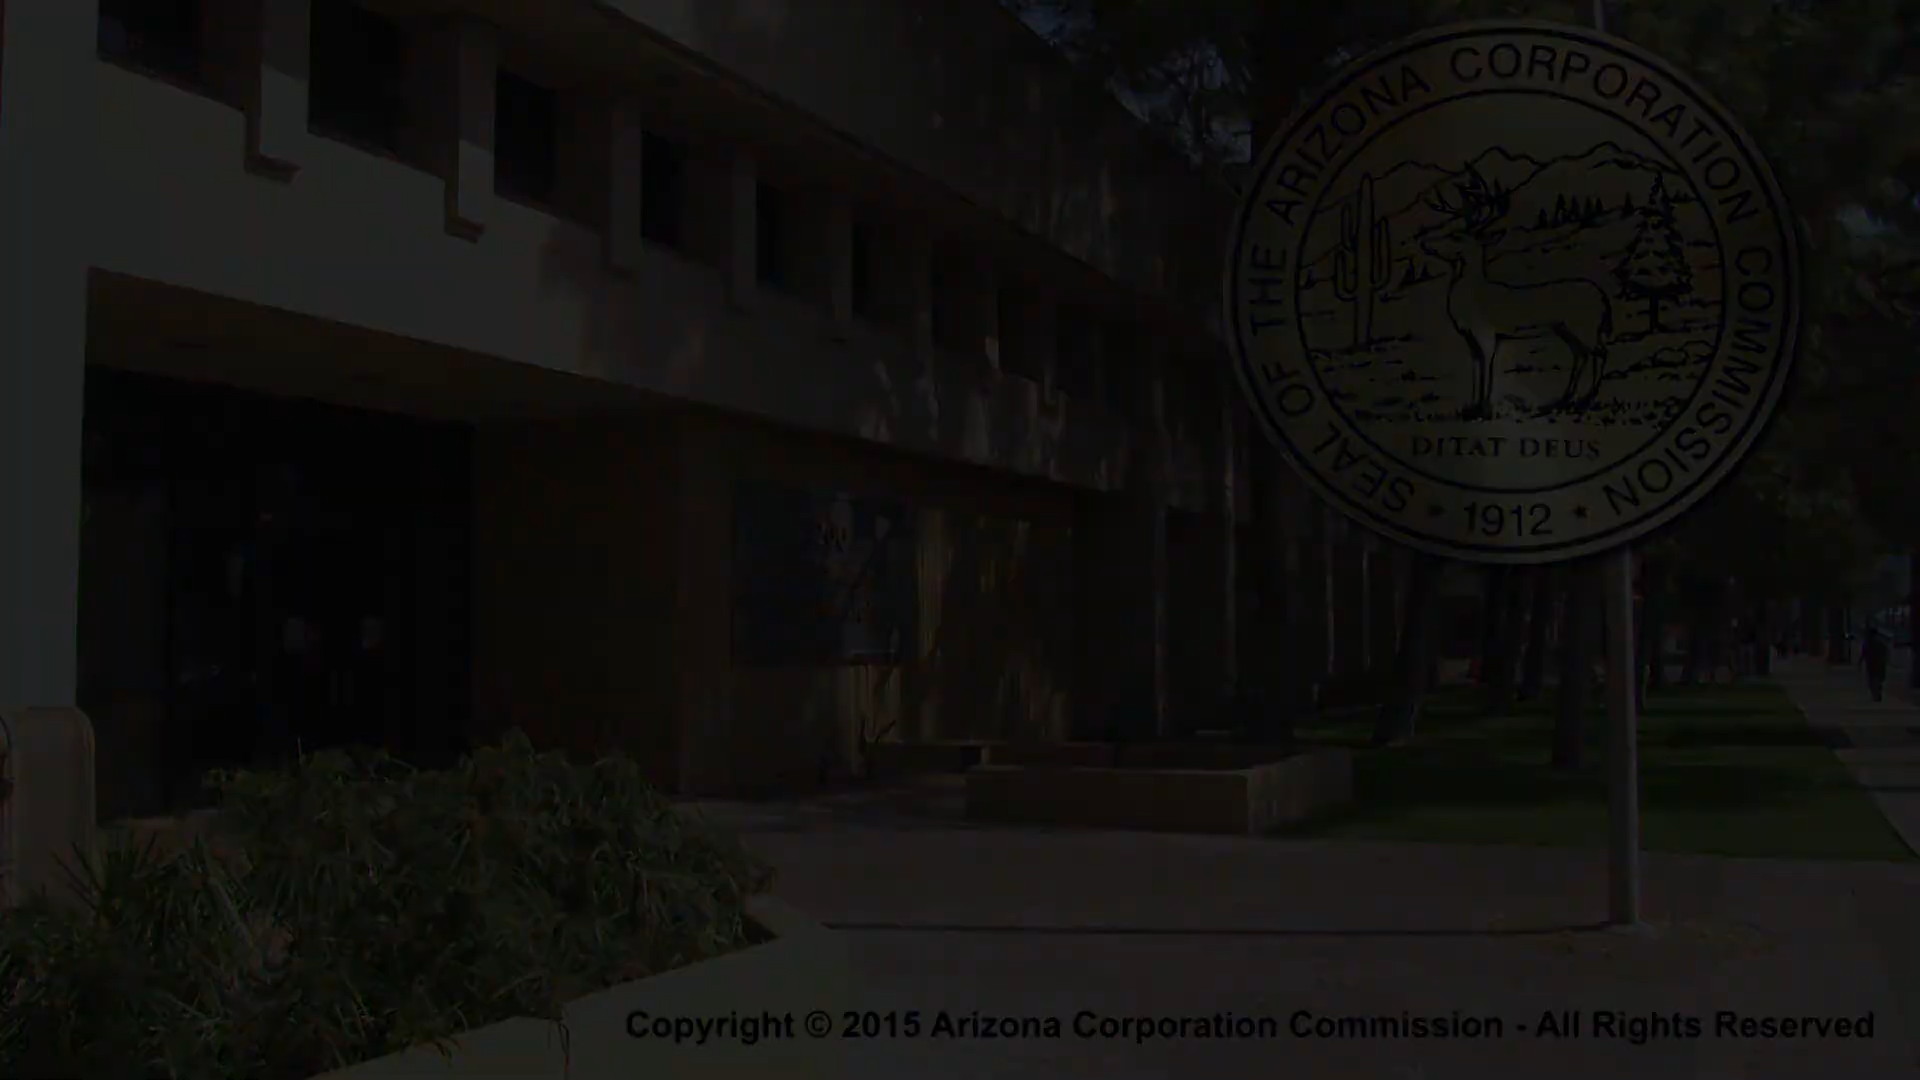 SEAL OF THE ARIZONA CORPORATION COMMISSION
DITAT DEUS
1912
Copyright © 2015 Arizona Corporation Commission - All Rights Reserved